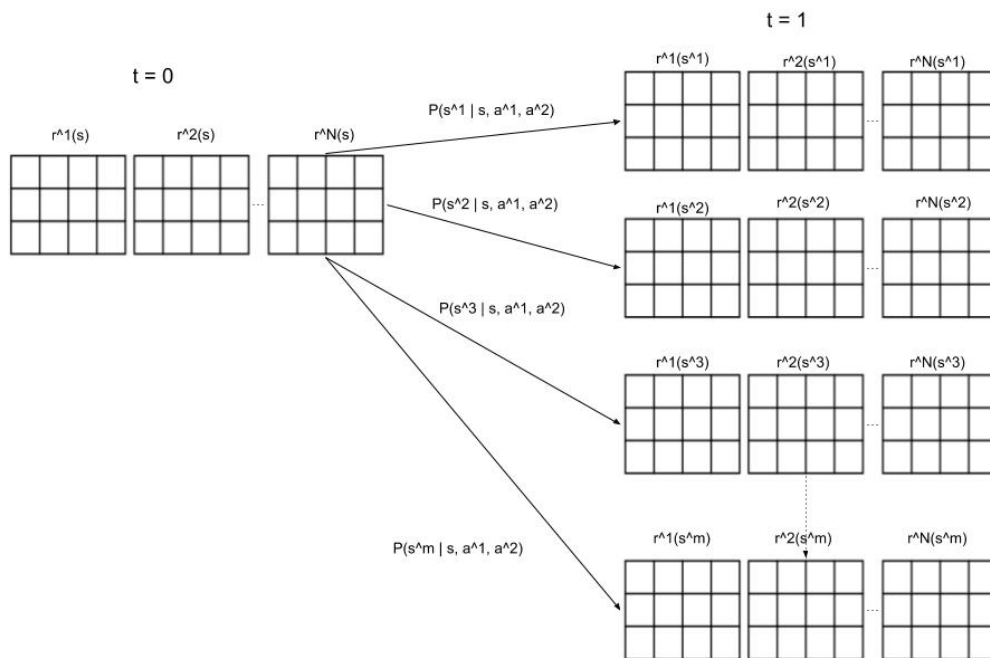 t = 1
t = 0
r^1(s)
r^2(s)
r^N(s)
P(s^1 | s, a^1, a^2)
r^1(s^1)
r^2(s^1)
r^N(s^1)
P(s^2 | s, a^1, a^2)
r^1(s^2)
r^2(s^2)
r^N(s^2)
P(s^3 | s, a^1, a^2)
r^1(s^3)
r^2(s^3)
r^N(s^3)
P(s^m | s, a^1, a^2)
r^1(s^m)
r^2(s^m)
r^N(s^m)